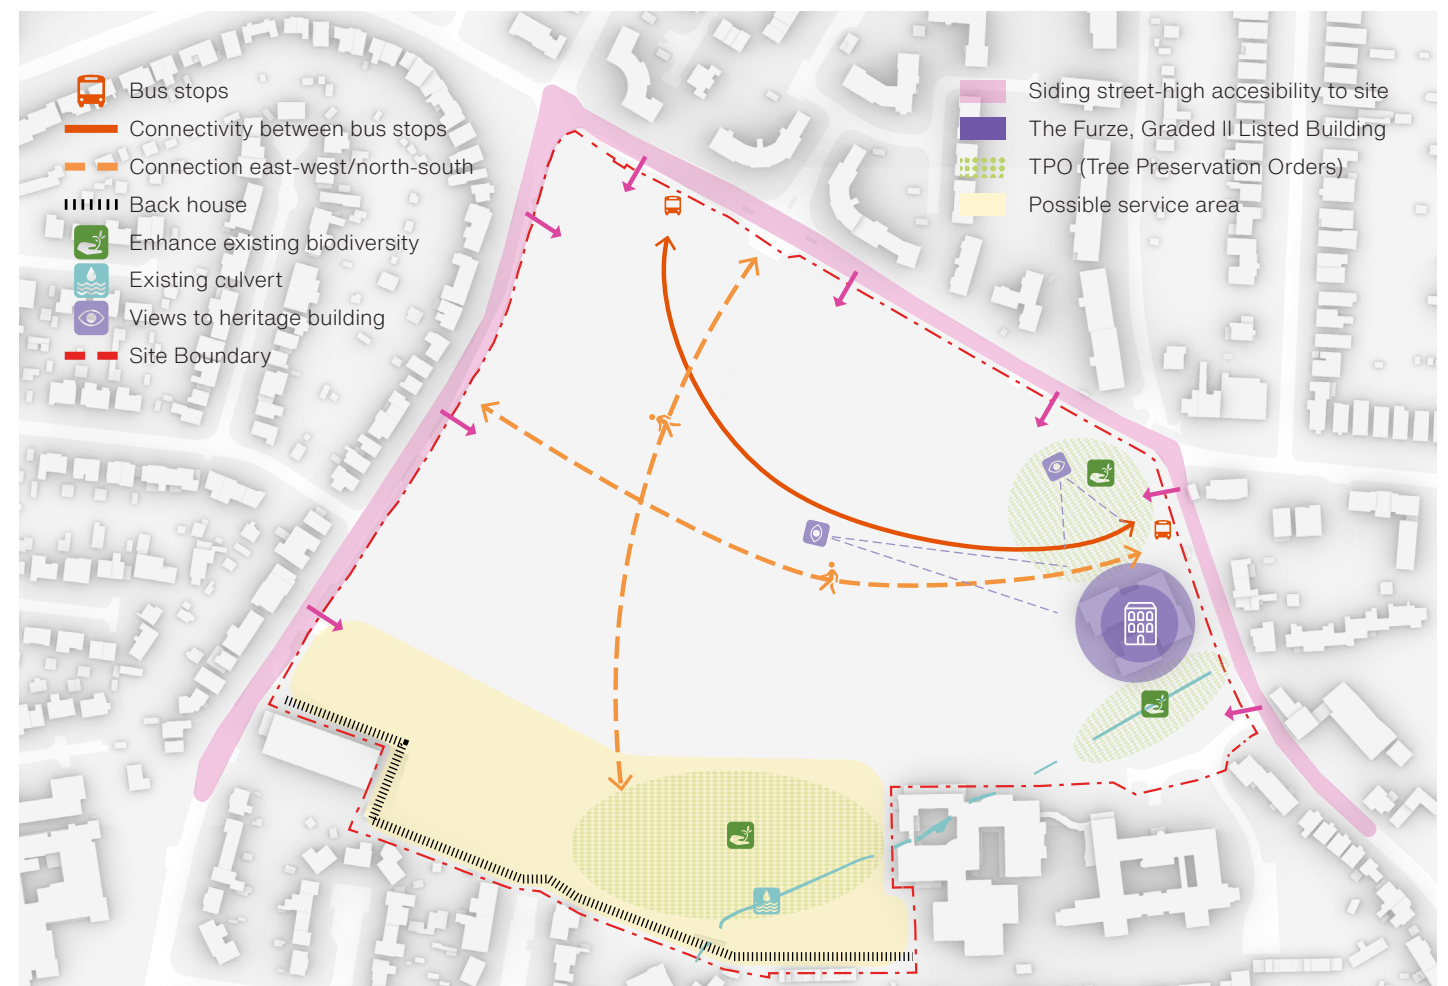 Bus stops
Connectivity between bus stops
Connection east-west/north-south
Back house
Enhance existing biodiversity
Existing culvert
Views to heritage building
Site Boundary
Siding street-high accesibility to site
The Furze, Graded II Listed Building
TPO (Tree Preservation Orders)
Possible service area